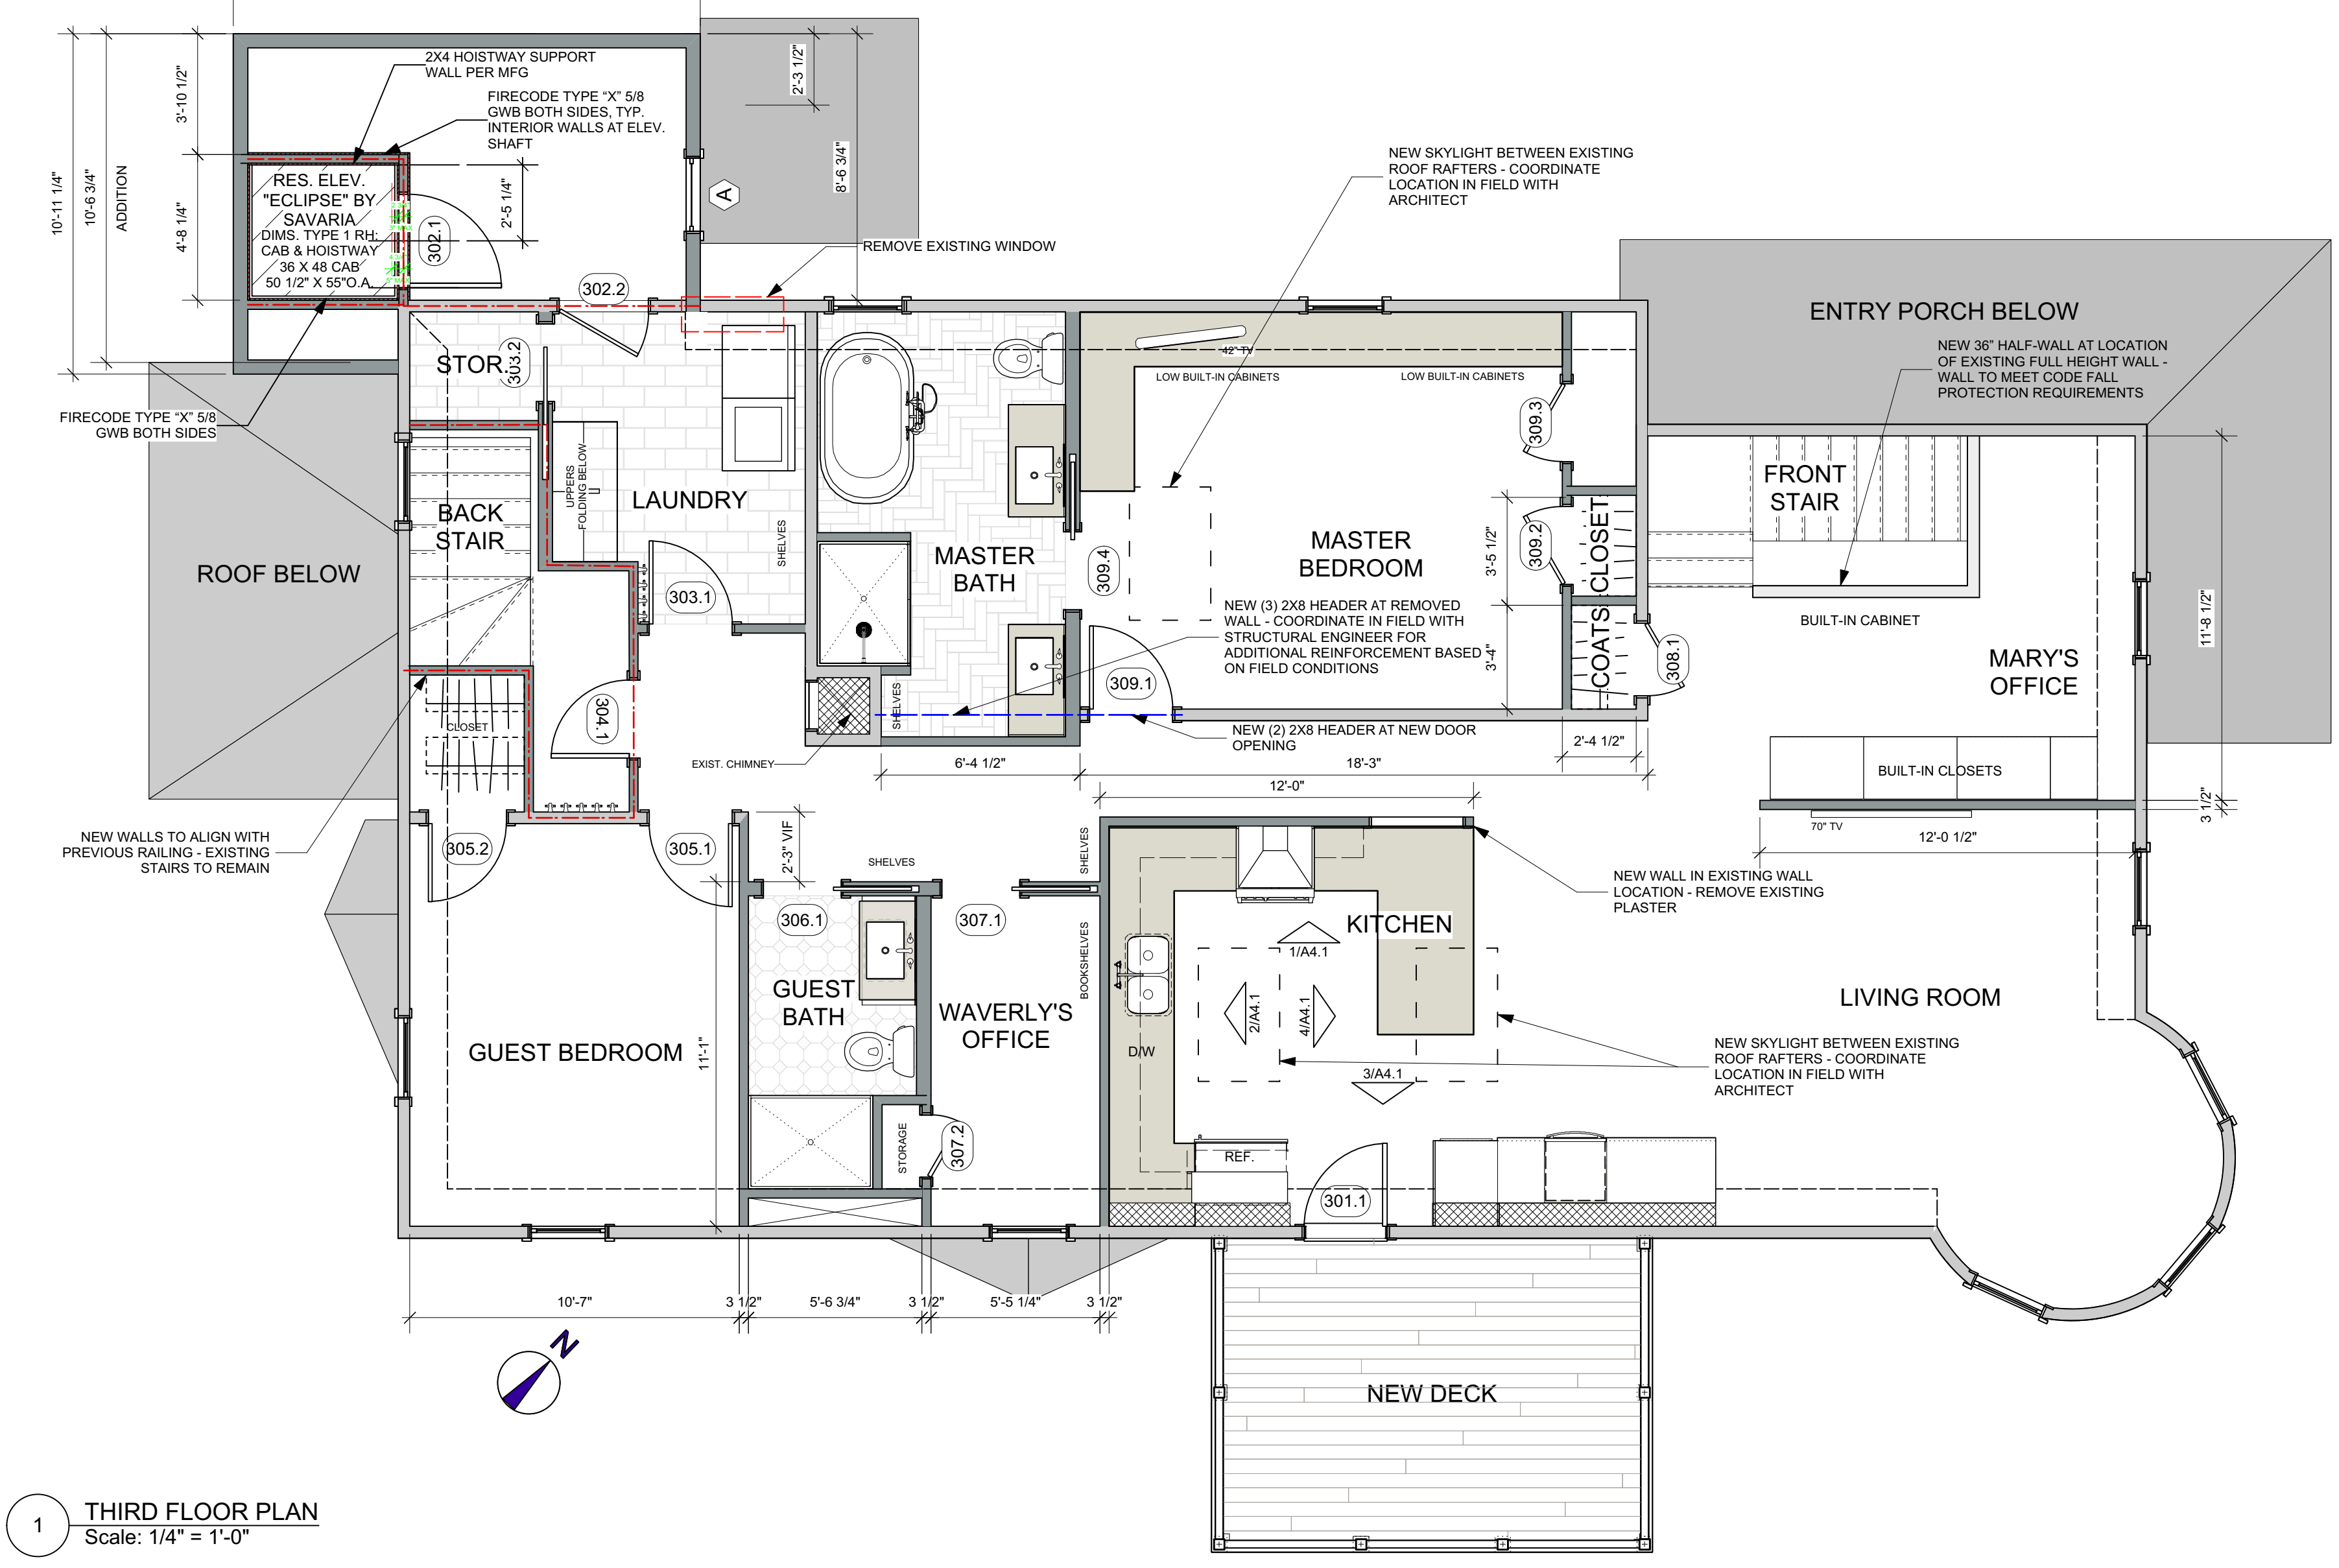 2X4 HOISTWAY SUPPORT
WALL PER MFG
FIRECODE TYPE “X” 5/8
GWB BOTH SIDES, TYP.
INTERIOR WALLS AT ELEV.
SHAFT
3'-10 1/2"
4'-8 1/4"
10'-11 1/4"
10'-6 3/4"
ADDITION
2'-3 1/2"
8'-6 3/4"
2'-5 1/4"
A
RES. ELEV.
"ECLIPSE" BY
SAVARIA
DIMS. TYPE 1 RH:
CAB & HOISTWAY
36 X 48 CAB
50 1/2" X 55"O.A.
302.1
302.2
REMOVE EXISTING WINDOW
NEW SKYLIGHT BETWEEN EXISTING
ROOF RAFTERS - COORDINATE
LOCATION IN FIELD WITH
ARCHITECT
ENTRY PORCH BELOW
NEW 36” HALF-WALL AT LOCATION
OF EXISTING FULL HEIGHT WALL -
WALL TO MEET CODE FALL
PROTECTION REQUIREMENTS
STOR.
303.2
42" TV
LOW BUILT-IN CABINETS
LOW BUILT-IN CABINETS
309.3
FIRECODE TYPE “X” 5/8
GWB BOTH SIDES
UPPERS
FOLDING BELOW
LAUNDRY
SHELVES
BACK
STAIR
ROOF BELOW
MASTER
BATH
309.4
MASTER
BEDROOM
3'-5 1/2"
309.2
CLOSET
FRONT
STAIR
303.1
NEW (3) 2X8 HEADER AT REMOVED
WALL - COORDINATE IN FIELD WITH
STRUCTURAL ENGINEER FOR
ADDITIONAL REINFORCEMENT BASED
ON FIELD CONDITIONS
3'-4"
COATS
308.1
BUILT-IN CABINET
11'-8 1/2"
MARY'S
OFFICE
309.1
SHELVES
304.1
CLOSET
NEW (2) 2X8 HEADER AT NEW DOOR
OPENING
EXIST. CHIMNEY
6'-4 1/2"
18'-3"
2'-4 1/2"
12'-0"
BUILT-IN CLOSETS
3 1/2"
70" TV
12'-0 1/2"
NEW WALLS TO ALIGN WITH
PREVIOUS RAILING - EXISTING
STAIRS TO REMAIN
305.2
305.1
2'-3" VIF
SHELVES
SHELVES
NEW WALL IN EXISTING WALL
LOCATION - REMOVE EXISTING
PLASTER
306.1
307.1
BOOKSHELVES
KITCHEN
1/A4.1
2/A4.1
4/A4.1
3/A4.1
D/W
REF.
LIVING ROOM
GUEST
BATH
WAVERLY'S
OFFICE
GUEST BEDROOM
11'-1"
NEW SKYLIGHT BETWEEN EXISTING
ROOF RAFTERS - COORDINATE
LOCATION IN FIELD WITH
ARCHITECT
STORAGE
307.2
301.1
10'-7"
3 1/2"
5'-6 3/4"
3 1/2"
5'-5 1/4"
3 1/2"
N
NEW DECK
1
THIRD FLOOR PLAN
Scale: 1/4" = 1'-0"